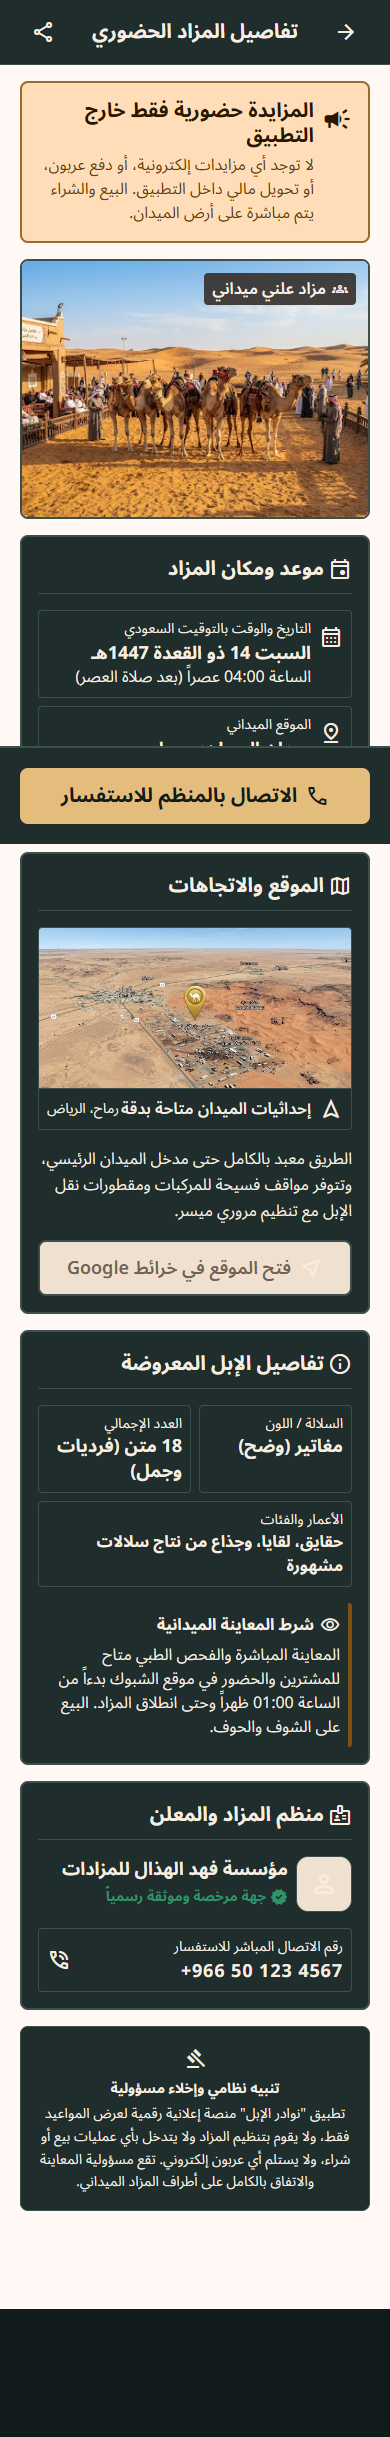 تفاصيل المزاد الحضوري
المزايدة حضورية فقط خارج
التطبيق
لا توجد أي مزايدات إلكترونية، أو دفع عربون،
أو تحويل مالي داخل التطبيق. البيع والشراء
يتم مباشرة على أرض الميدان.
مزاد علني ميداني
موعد ومكان المزاد
التاريخ والوقت بالتوقيت السعودي
السبت 14 ذو القعدة 1447هـ
الساعة 04:00 عصراً (بعد صلاة العصر)
الموقع الميداني
الاتصال بالمنظم للاستفسار
الموقع والاتجاهات
إحداثيات الميدان متاحة بدقة
رماح، الرياض
الطريق معبد بالكامل حتى مدخل الميدان الرئيسي،
وتتوفر مواقف فسيحة للمركبات ومقطورات نقل
الإبل مع تنظيم مروري ميسر.
فتح الموقع في خرائط Google
تفاصيل الإبل المعروضة
السلالة / اللون
مغاتير (وضح)
العدد الإجمالي
18 متن (فرديات
وجمل)
الأعمار والفئات
حقايق، لقايا، وجذاع من نتاج سلالات
مشهورة
شرط المعاينة الميدانية
المعاينة المباشرة والفحص الطبي متاح
للمشترين والحضور في موقع الشبوك بدءاً من
الساعة 01:00 ظهراً وحتى انطلاق المزاد. البيع
على الشوف والحوف.
منظم المزاد والمعلن
مؤسسة فهد الهذال للمزادات
جهة مرخصة وموثقة رسمياً
رقم الاتصال المباشر للاستفسار
+966 50 123 4567
تنبيه نظامي وإخلاء مسؤولية
تطبيق "نوادر الإبل" منصة إعلانية رقمية لعرض المواعيد
فقط، ولا يقوم بتنظيم المزاد ولا يتدخل بأي عمليات بيع أو
شراء، ولا يستلم أي عربون إلكتروني. تقع مسؤولية المعاينة
والاتفاق بالكامل على أطراف المزاد الميداني.